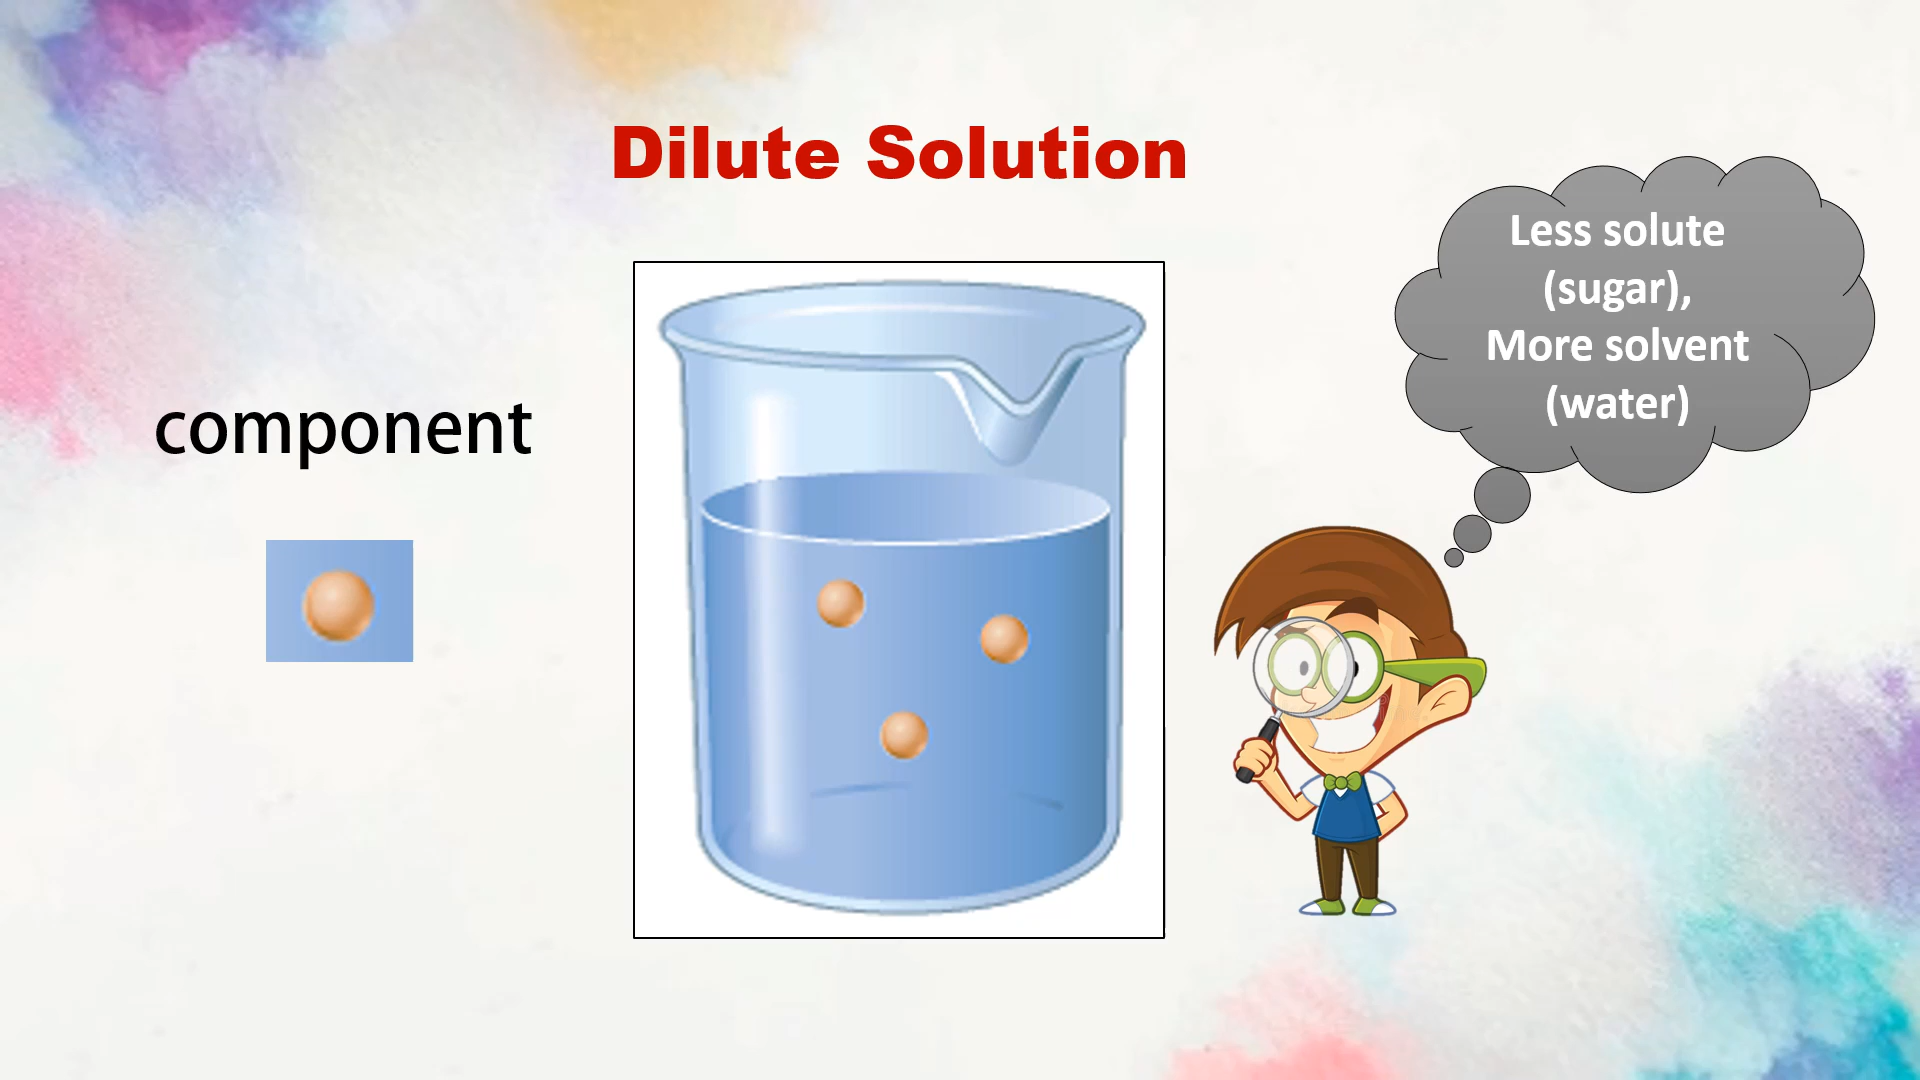 Dilute Solution
component
Less solute
(sugar),
More solvent
(water)